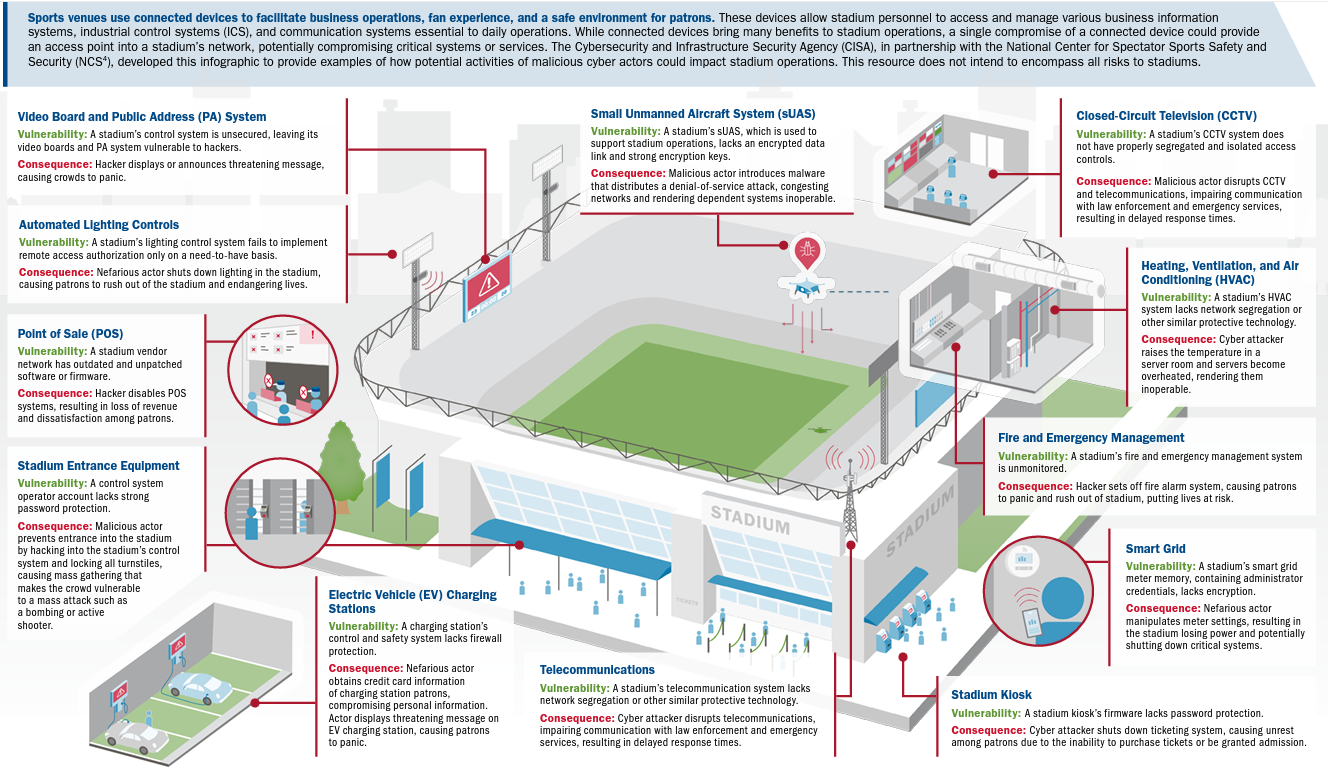 Sports venues use connected devices to facilitate business operations, fan experience, and a safe environment for patrons. These devices allow stadium personnel to access and manage various business information
systems, industrial control systems (ICS), and communication systems essential to daily operations. While connected devices bring many benefits to stadium operations, a single compromise of a connected device could provide
an access point into a stadium's network, potentially compromising critical systems or services. The Cybersecurity and Infrastructure Security Agency (CISA), in partnership with the National Center for Spectator Sports Safety and
Security (NCS⁴), developed this infographic to provide examples of how potential activities of malicious cyber actors could impact stadium operations. This resource does not intend to encompass all risks to stadiums.
Video Board and Public Address (PA) System
Vulnerability: A stadium's control system is unsecured, leaving its
video boards and PA system vulnerable to hackers.
Consequence: Hacker displays or announces threatening message,
causing crowds to panic.
Automated Lighting Controls
Vulnerability: A stadium's lighting control system fails to implement
remote access authorization only on a need-to-have basis.
Consequence: Nefarious actor shuts down lighting in the stadium,
causing patrons to rush out of the stadium and endangering lives.
Point of Sale (POS)
Vulnerability: A stadium vendor
network has outdated and unpatched
software or firmware.
Consequence: Hacker disables POS
systems, resulting in loss of revenue
and dissatisfaction among patrons.
Stadium Entrance Equipment
Vulnerability: A control system
operator account lacks strong
password protection.
Consequence: Malicious actor
prevents entrance into the stadium
by hacking into the stadium's control
system and locking all turnstiles,
causing mass gathering that
makes the crowd vulnerable
to a mass attack such as
a bombing or active
shooter.
Electric Vehicle (EV) Charging
Stations
Vulnerability: A charging station's
control and safety system lacks firewall
protection.
Consequence: Nefarious actor
obtains credit card information
of charging station patrons,
compromising personal information.
Actor displays threatening message on
EV charging station, causing patrons
to panic.
Small Unmanned Aircraft System (sUAS)
Vulnerability: A stadium's sUAS, which is used to
support stadium operations, lacks an encrypted data
link and strong encryption keys.
Consequence: Malicious actor introduces malware
that distributes a denial-of-service attack, congesting
networks and rendering dependent systems inoperable.
STADIUM
STADIUM
TICKETS
Telecommunications
Vulnerability: A stadium's telecommunication system lacks
network segregation or other similar protective technology.
Consequence: Cyber attacker disrupts telecommunications,
impairing communication with law enforcement and emergency
services, resulting in delayed response times.
Closed-Circuit Television (CCTV)
Vulnerability: A stadium's CCTV system does
not have properly segregated and isolated access
controls.
Consequence: Malicious actor disrupts CCTV
and telecommunications, impairing communication
with law enforcement and emergency services,
resulting in delayed response times.
Heating, Ventilation, and Air
Conditioning (HVAC)
Vulnerability: A stadium's HVAC
system lacks network segregation or
other similar protective technology.
Consequence: Cyber attacker
raises the temperature in a
server room and servers become
overheated, rendering them
inoperable.
Fire and Emergency Management
Vulnerability: A stadium's fire and emergency management system
is unmonitored.
Consequence: Hacker sets off fire alarm system, causing patrons
to panic and rush out of stadium, putting lives at risk.
Smart Grid
Vulnerability: A stadium's smart grid
meter memory, containing administrator
credentials, lacks encryption.
Consequence: Nefarious actor
manipulates meter settings, resulting in
the stadium losing power and potentially
shutting down critical systems.
Stadium Kiosk
Vulnerability: A stadium kiosk's firmware lacks password protection.
Consequence: Cyber attacker shuts down ticketing system, causing unrest
among patrons due to the inability to purchase tickets or be granted admission.